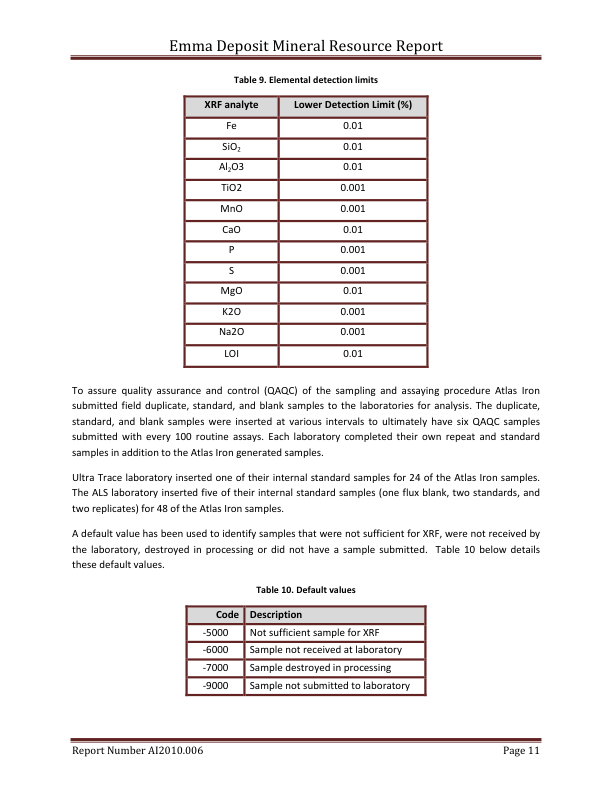 Emma Deposit Mineral Resource Report
Table 9. Elemental detection limits
XRF analyte Lower Detection Limit (%)
Fe 0.01
SiO₂ 0.01
Al₂O3 0.01
TiO2 0.001
MnO 0.001
CaO 0.01
P 0.001
S 0.001
MgO 0.01
K2O 0.001
Na2O 0.001
LOI 0.01
To assure quality assurance and control (QAQC) of the sampling and assaying procedure Atlas Iron
submitted field duplicate, standard, and blank samples to the laboratories for analysis. The duplicate,
standard, and blank samples were inserted at various intervals to ultimately have six QAQC samples
submitted with every 100 routine assays. Each laboratory completed their own repeat and standard
samples in addition to the Atlas Iron generated samples.
Ultra Trace laboratory inserted one of their internal standard samples for 24 of the Atlas Iron samples.
The ALS laboratory inserted five of their internal standard samples (one flux blank, two standards, and
two replicates) for 48 of the Atlas Iron samples.
A default value has been used to identify samples that were not sufficient for XRF, were not received by
the laboratory, destroyed in processing or did not have a sample submitted. Table 10 below details
these default values.
Table 10. Default values
Code Description
-5000 Not sufficient sample for XRF
-6000 Sample not received at laboratory
-7000 Sample destroyed in processing
-9000 Sample not submitted to laboratory
Report Number AI2010.006 Page 11